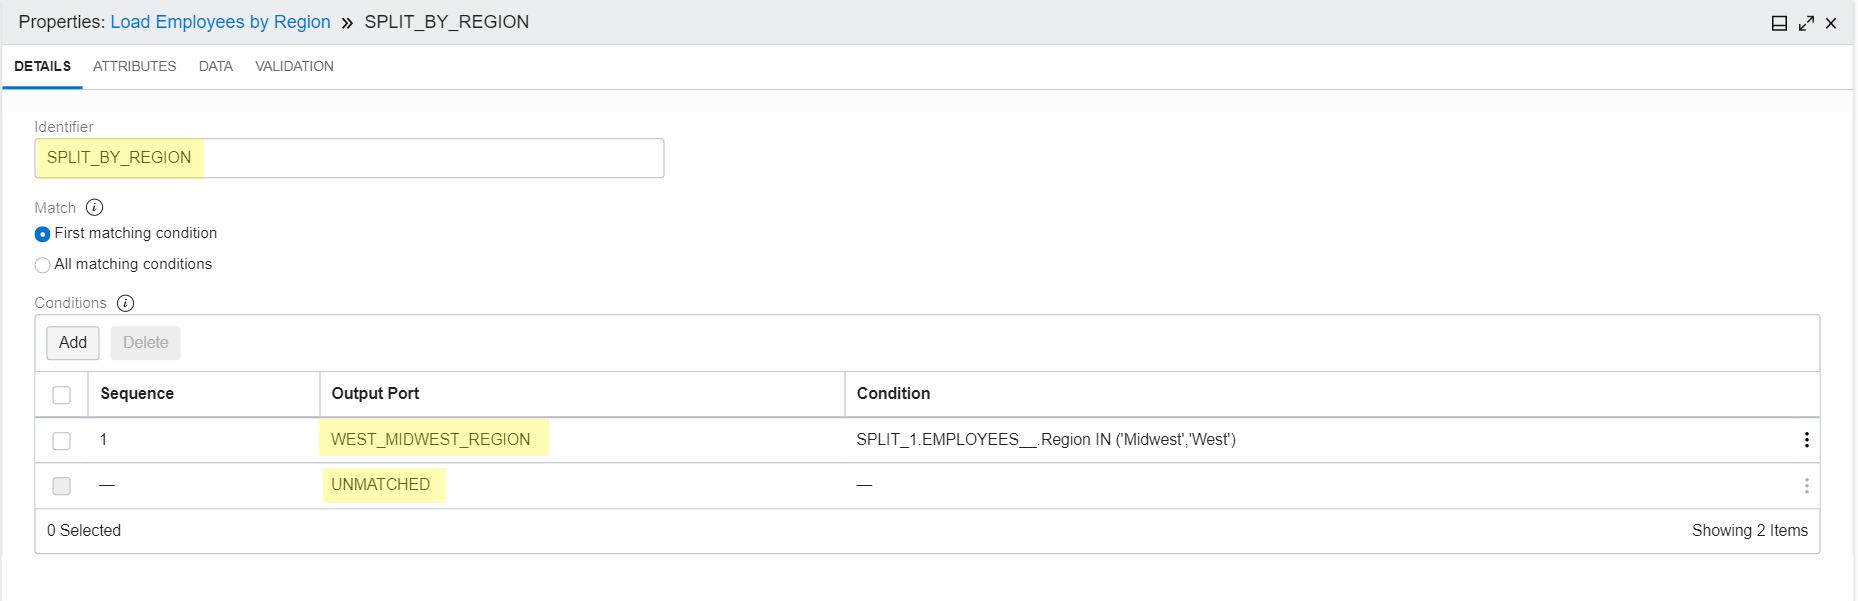 Properties: Load Employees by Region » SPLIT_BY_REGION
DETAILS ATTRIBUTES DATA VALIDATION
Identifier
SPLIT_BY_REGION
Match i
First matching condition
All matching conditions
Conditions i
Add Delete
Sequence Output Port Condition
1 WEST_MIDWEST_REGION SPLIT_1.EMPLOYEES__.Region IN ('Midwest','West')
— UNMATCHED —
0 Selected Showing 2 Items